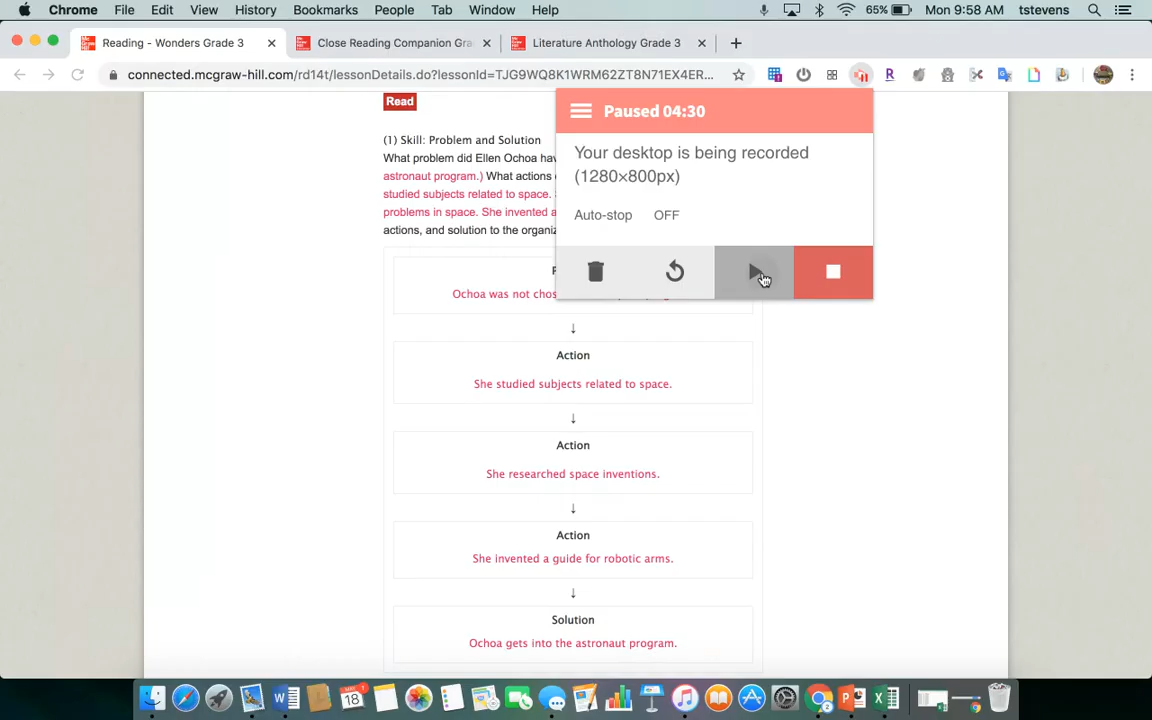 Chrome File Edit View History Bookmarks People Tab Window Help 65% Mon 9:58 AM tstevens
Reading - Wonders Grade 3 Close Reading Companion Gra Literature Anthology Grade 3
connected.mcgraw-hill.com/rd14t/lessonDetails.do?lessonId=TJG9WQ8K1WRM62ZT8N71EX4ER...
Read
Paused 04:30
Your desktop is being recorded
(1280×800px)
Auto-stop OFF
(1) Skill: Problem and Solution
What problem did Ellen Ochoa hav
astronaut program.) What actions
studied subjects related to space.
problems in space. She invented a
actions, and solution to the organiz
Ochoa was not chos
↓
Action
She studied subjects related to space.
↓
Action
She researched space inventions.
↓
Action
She invented a guide for robotic arms.
↓
Solution
Ochoa gets into the astronaut program.
MAY
18